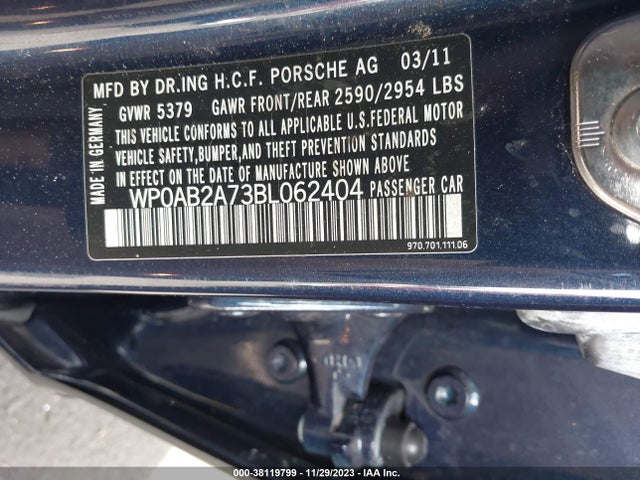 MFD BY DR.ING H.C.F. PORSCHE AG 03/11
GVWR 5379 GAWR FRONT/REAR 2590/2954 LBS
THIS VEHICLE CONFORMS TO ALL APPLICABLE U.S.FEDERAL MOTOR
VEHICLE SAFETY,BUMPER,AND THEFT PREVENTION STANDARDS
IN EFFECT ON THE DATE OF MANUFACTURE SHOWN ABOVE
WP0AB2A73BL062404 PASSENGER CAR
MADE IN GERMANY
970.701.111.06
000-38119799 - 11/29/2023 - IAA Inc.